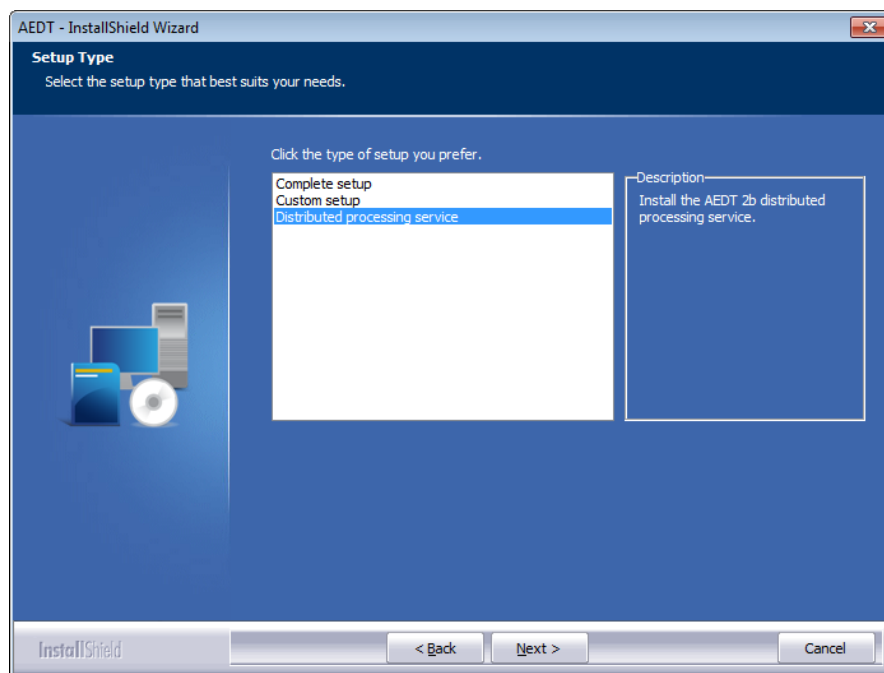 AEDT - InstallShield Wizard
Setup Type
Select the setup type that best suits your needs.
Click the type of setup you prefer.
Complete setup
Custom setup
Distributed processing service
Description
Install the AEDT 2b distributed
processing service.
InstallShield
< Back
Next >
Cancel